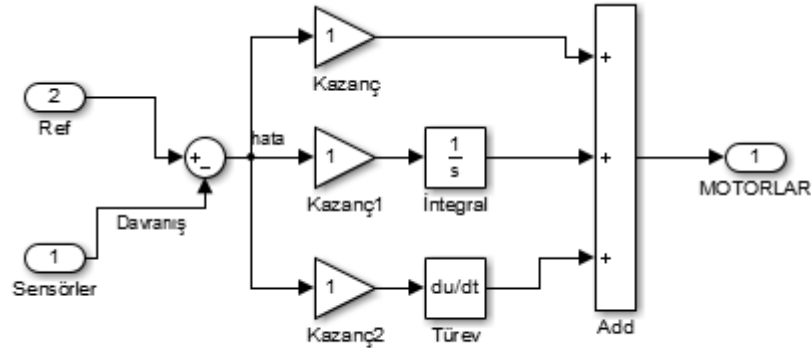 1
Kazanç
+
2
Ref
+
−
hata
1
Kazanç1
1
s
İntegral
+
1
MOTORLAR
Davranış
1
Sensörler
1
Kazanç2
du/dt
Türev
+
Add